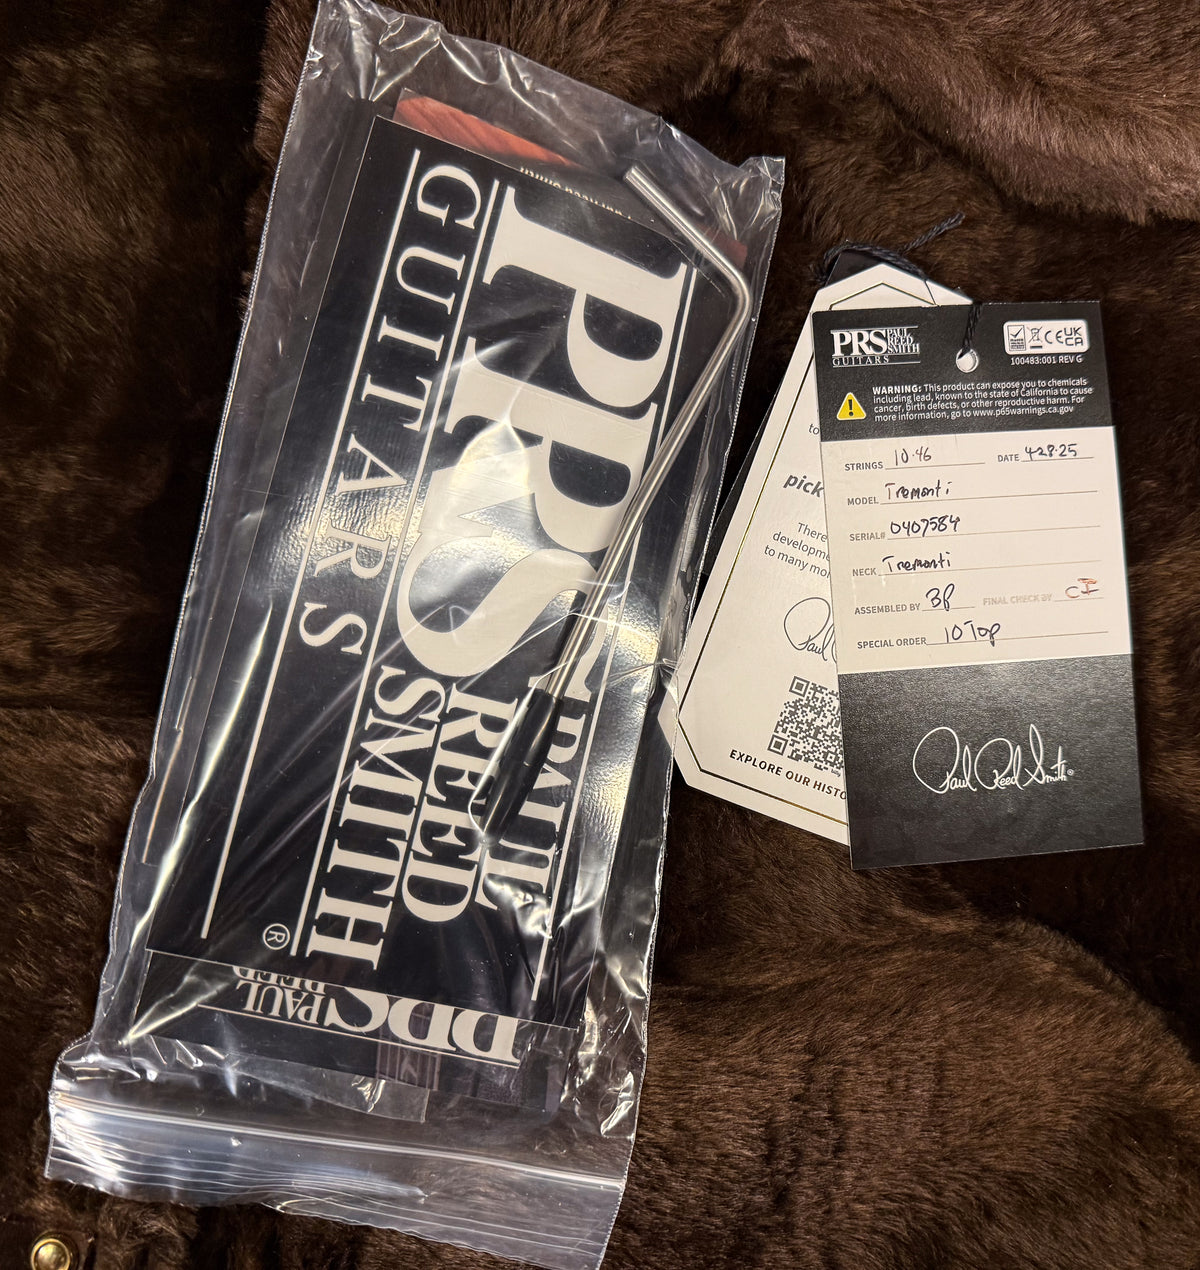 PRS PAUL
REED
SMITH
GUITARS
®
PRS PAUL
REED
to
pick
There
developme
to many mo
Paul
EXPLORE OUR HISTO
PRS PAUL
REED
SMITH
GUITARS
CE UK
CA
100483:001 REV G
WARNING: This product can expose you to chemicals
including lead, known to the state of California to cause
cancer, birth defects, or other reproductive harm. For
more information, go to www.p65warnings.ca.gov
STRINGS 10·46 DATE 4·28·25
MODEL Tremonti
SERIAL# 0407584
NECK Tremonti
ASSEMBLED BY BP FINAL CHECK BY CI
SPECIAL ORDER 10 Top
Paul Reed Smith®